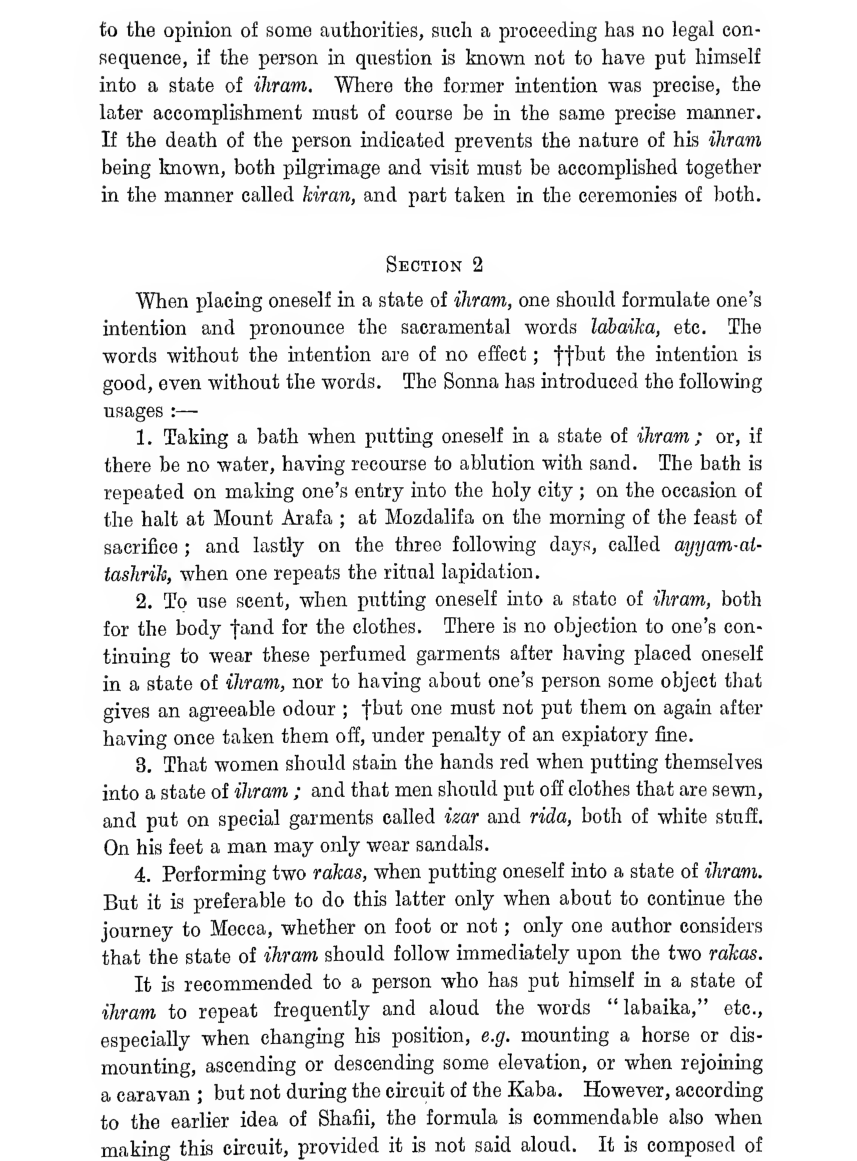 to the opinion of some authorities, such a proceeding has no legal con-
sequence, if the person in question is known not to have put himself
into a state of ihram. Where the former intention was precise, the
later accomplishment must of course be in the same precise manner.
If the death of the person indicated prevents the nature of his ihram
being known, both pilgrimage and visit must be accomplished together
in the manner called kiran, and part taken in the ceremonies of both.
SECTION 2
When placing oneself in a state of ihram, one should formulate one's
intention and pronounce the sacramental words labaika, etc. The
words without the intention are of no effect ; ††but the intention is
good, even without the words. The Sonna has introduced the following
usages :—
1. Taking a bath when putting oneself in a state of ihram ; or, if
there be no water, having recourse to ablution with sand. The bath is
repeated on making one's entry into the holy city ; on the occasion of
the halt at Mount Arafa ; at Mozdalifa on the morning of the feast of
sacrifice ; and lastly on the three following days, called ayyam-at-
tashrik, when one repeats the ritual lapidation.
2. To use scent, when putting oneself into a state of ihram, both
for the body †and for the clothes. There is no objection to one's con-
tinuing to wear these perfumed garments after having placed oneself
in a state of ihram, nor to having about one's person some object that
gives an agreeable odour ; †but one must not put them on again after
having once taken them off, under penalty of an expiatory fine.
3. That women should stain the hands red when putting themselves
into a state of ihram ; and that men should put off clothes that are sewn,
and put on special garments called izar and rida, both of white stuff.
On his feet a man may only wear sandals.
4. Performing two rakas, when putting oneself into a state of ihram.
But it is preferable to do this latter only when about to continue the
journey to Mecca, whether on foot or not ; only one author considers
that the state of ihram should follow immediately upon the two rakas.
It is recommended to a person who has put himself in a state of
ihram to repeat frequently and aloud the words "labaika," etc.,
especially when changing his position, e.g. mounting a horse or dis-
mounting, ascending or descending some elevation, or when rejoining
a caravan ; but not during the circuit of the Kaba. However, according
to the earlier idea of Shafii, the formula is commendable also when
making this circuit, provided it is not said aloud. It is composed of